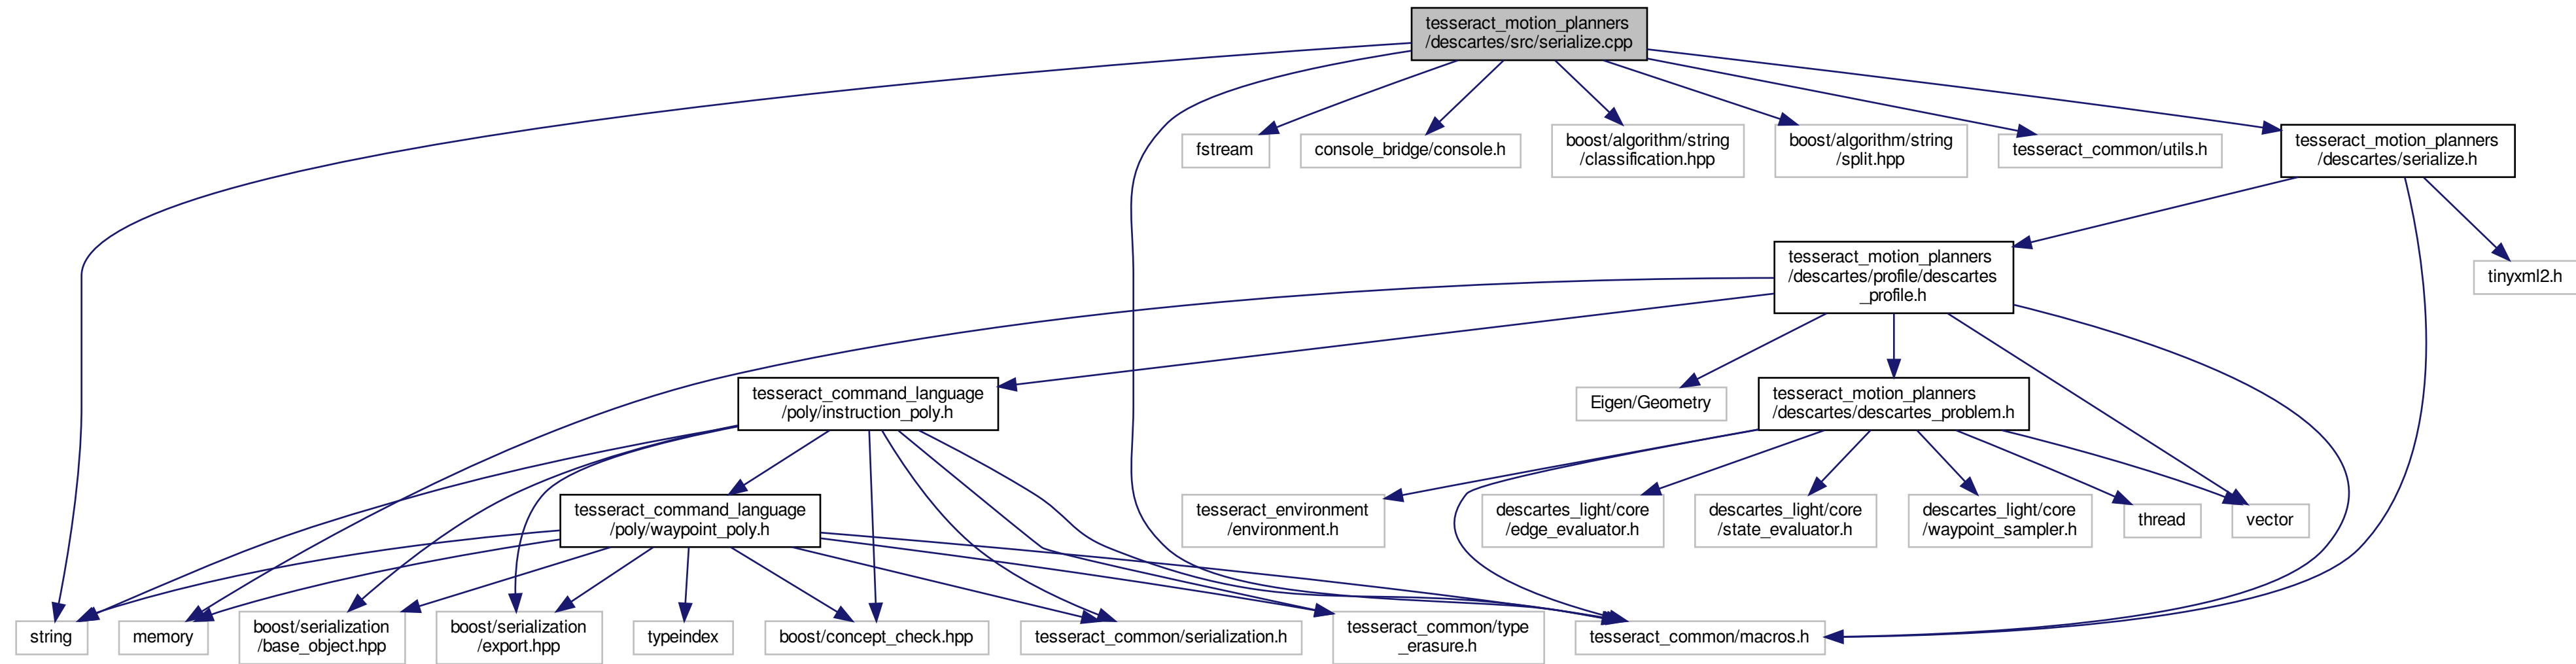 tesseract_motion_planners
/descartes/src/serialize.cpp
fstream
console_bridge/console.h
boost/algorithm/string
/classification.hpp
boost/algorithm/string
/split.hpp
tesseract_common/utils.h
tesseract_motion_planners
/descartes/serialize.h
tesseract_motion_planners
/descartes/profile/descartes
_profile.h
tinyxml2.h
tesseract_command_language
/poly/instruction_poly.h
Eigen/Geometry
tesseract_motion_planners
/descartes/descartes_problem.h
tesseract_command_language
/poly/waypoint_poly.h
tesseract_environment
/environment.h
descartes_light/core
/edge_evaluator.h
descartes_light/core
/state_evaluator.h
descartes_light/core
/waypoint_sampler.h
thread
vector
string
memory
boost/serialization
/base_object.hpp
boost/serialization
/export.hpp
typeindex
boost/concept_check.hpp
tesseract_common/serialization.h
tesseract_common/type
_erasure.h
tesseract_common/macros.h